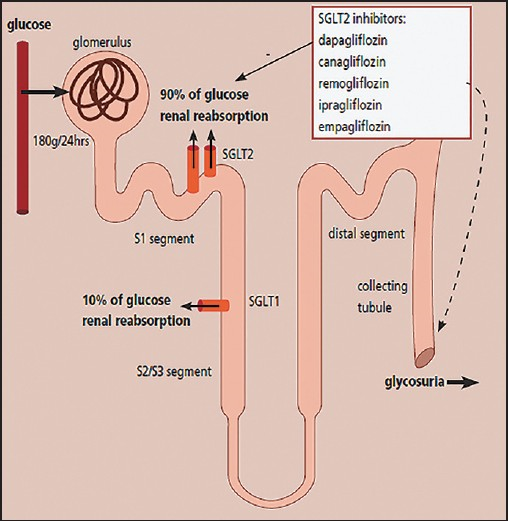 glucose
glomerulus
180g/24hrs
90% of glucose
renal reabsorption
SGLT2
S1 segment
SGLT2 inhibitors:
dapagliflozin
canagliflozin
remogliflozin
ipragliflozin
empagliflozin
distal segment
10% of glucose
renal reabsorption
SGLT1
S2/S3 segment
collecting
tubule
glycosuria